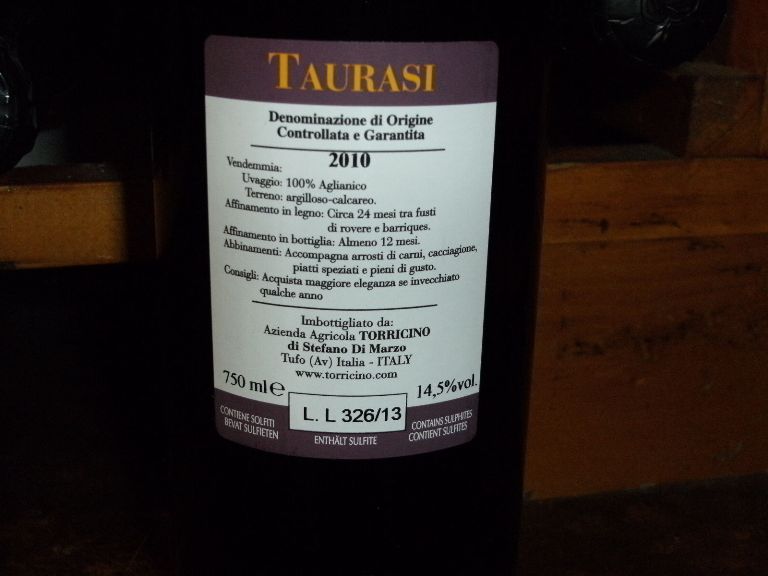 TAURASI
Denominazione di Origine
Controllata e Garantita
Vendemmia: 2010
Uvaggio: 100% Aglianico
Terreno: argilloso-calcareo.
Affinamento in legno: Circa 24 mesi tra fusti
di rovere e barriques.
Affinamento in bottiglia: Almeno 12 mesi.
Abbinamenti: Accompagna arrosti di carni, cacciagione,
piatti speziati e pieni di gusto.
Consigli: Acquista maggiore eleganza se invecchiato
qualche anno
Imbottigliato da:
Azienda Agricola TORRICINO
di Stefano Di Marzo
Tufo (Av) Italia - ITALY
www.torricino.com
750 ml e 14,5%vol.
L. L 326/13
CONTIENE SOLFITI
BEVAT SULFIETEN
ENTHÄLT SULFITE
CONTAINS SULPHITES
CONTIENT SULFITES